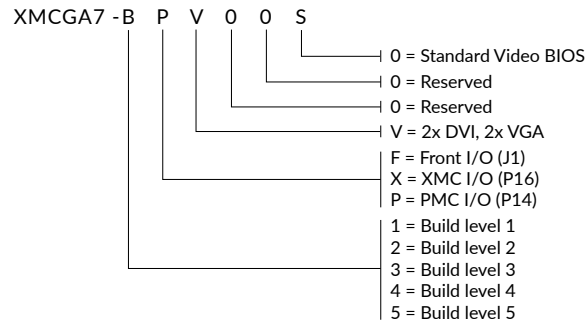 XMCGA7 - B P V 0 0 S
0 = Standard Video BIOS
0 = Reserved
0 = Reserved
V = 2x DVI, 2x VGA
F = Front I/O (J1)
X = XMC I/O (P16)
P = PMC I/O (P14)
1 = Build level 1
2 = Build level 2
3 = Build level 3
4 = Build level 4
5 = Build level 5